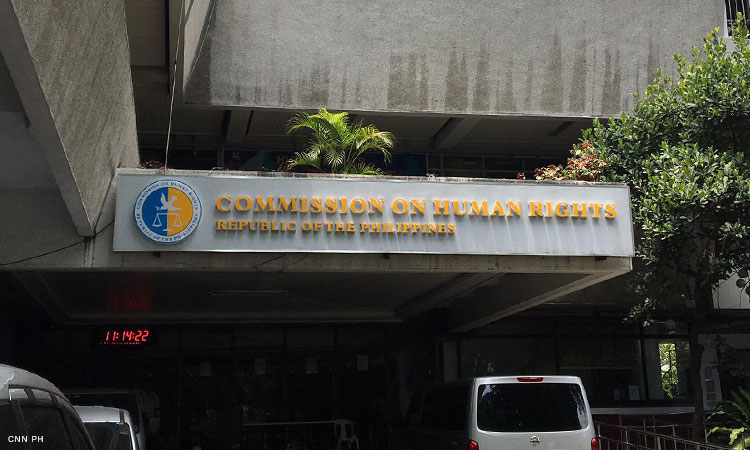 COMMISSION ON HUMAN RIGHTS
REPUBLIC OF THE PHILIPPINES
11:14:22
CNN PH